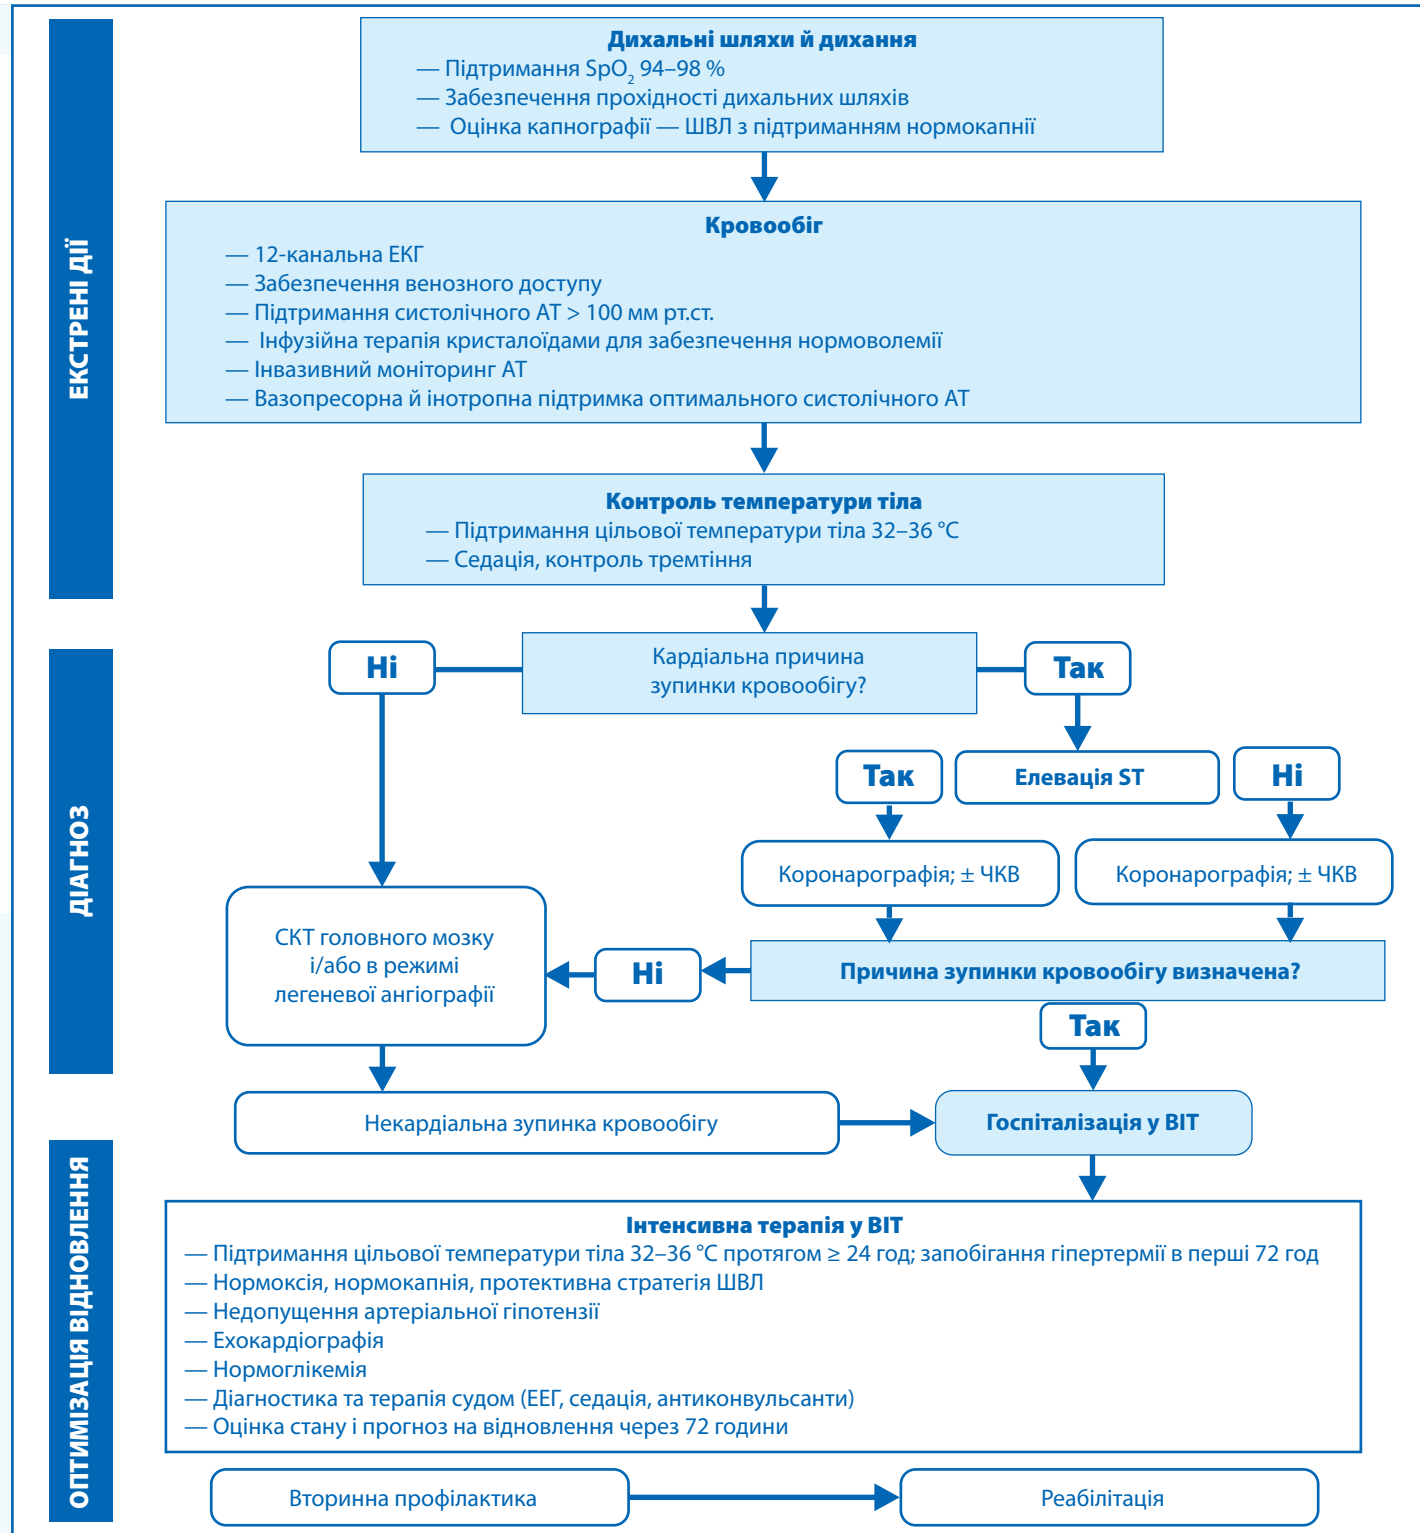 ЕКСТРЕНІ ДІЇ
Дихальні шляхи й дихання
— Підтримання SpO₂ 94–98 %
— Забезпечення прохідності дихальних шляхів
— Оцінка капнографії — ШВЛ з підтриманням нормокапнії
Кровообіг
— 12-канальна ЕКГ
— Забезпечення венозного доступу
— Підтримання систолічного АТ > 100 мм рт.ст.
— Інфузійна терапія кристалоїдами для забезпечення нормоволемії
— Інвазивний моніторинг АТ
— Вазопресорна й інотропна підтримка оптимального систолічного АТ
Контроль температури тіла
— Підтримання цільової температури тіла 32–36 °С
— Седація, контроль тремтіння
ДІАГНОЗ
Ні
Кардіальна причина
зупинки кровообігу?
Так
Так
Елевація ST
Ні
Коронарографія; ± ЧКВ
Коронарографія; ± ЧКВ
СКТ головного мозку
і/або в режимі
легеневої ангіографії
Ні
Причина зупинки кровообігу визначена?
Так
Некардіальна зупинка кровообігу
Госпіталізація у ВІТ
ОПТИМІЗАЦІЯ ВІДНОВЛЕННЯ
Інтенсивна терапія у ВІТ
— Підтримання цільової температури тіла 32–36 °С протягом ≥ 24 год; запобігання гіпертермії в перші 72 год
— Нормоксія, нормокапнія, протективна стратегія ШВЛ
— Недопущення артеріальної гіпотензії
— Ехокардіографія
— Нормоглікемія
— Діагностика та терапія судом (ЕЕГ, седація, антиконвульсанти)
— Оцінка стану і прогноз на відновлення через 72 години
Вторинна профілактика
Реабілітація